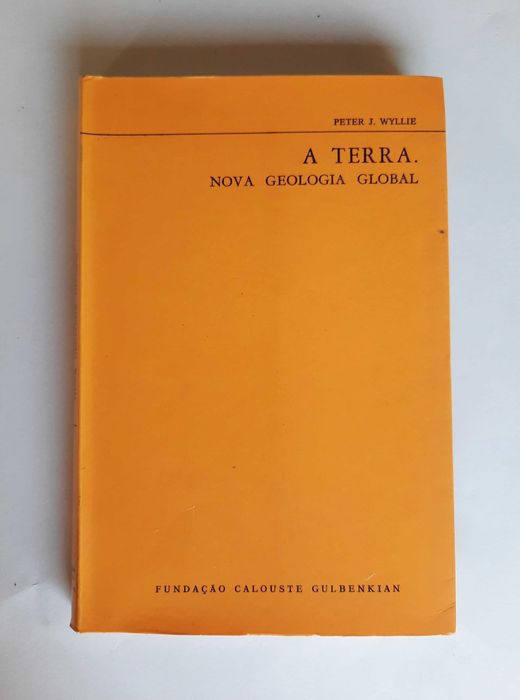 PETER J. WYLLIE
A TERRA.
NOVA GEOLOGIA GLOBAL
FUNDAÇÃO CALOUSTE GULBENKIAN